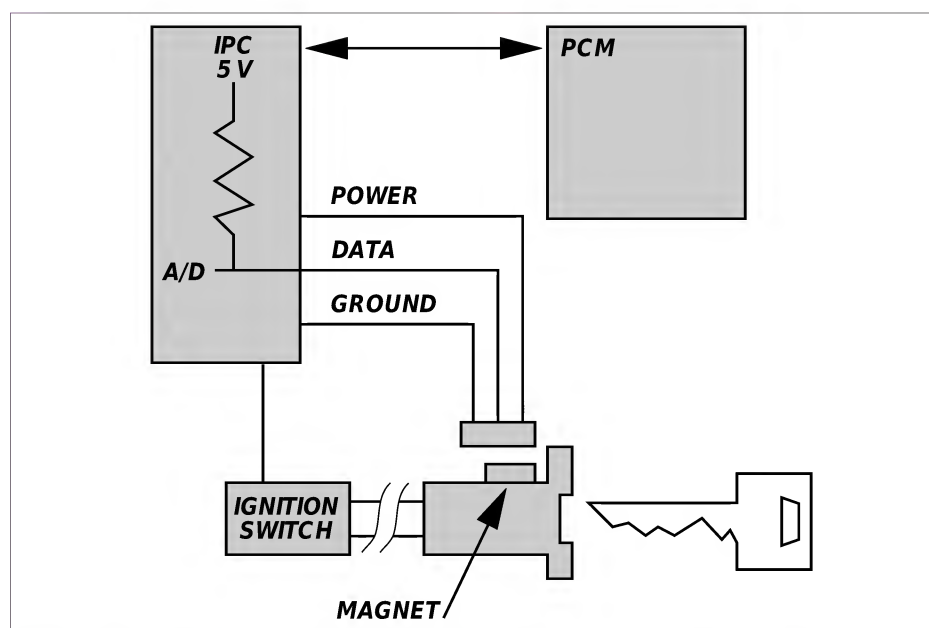 IPC
5 V
PCM
POWER
DATA
A/D
GROUND
IGNITION
SWITCH
MAGNET